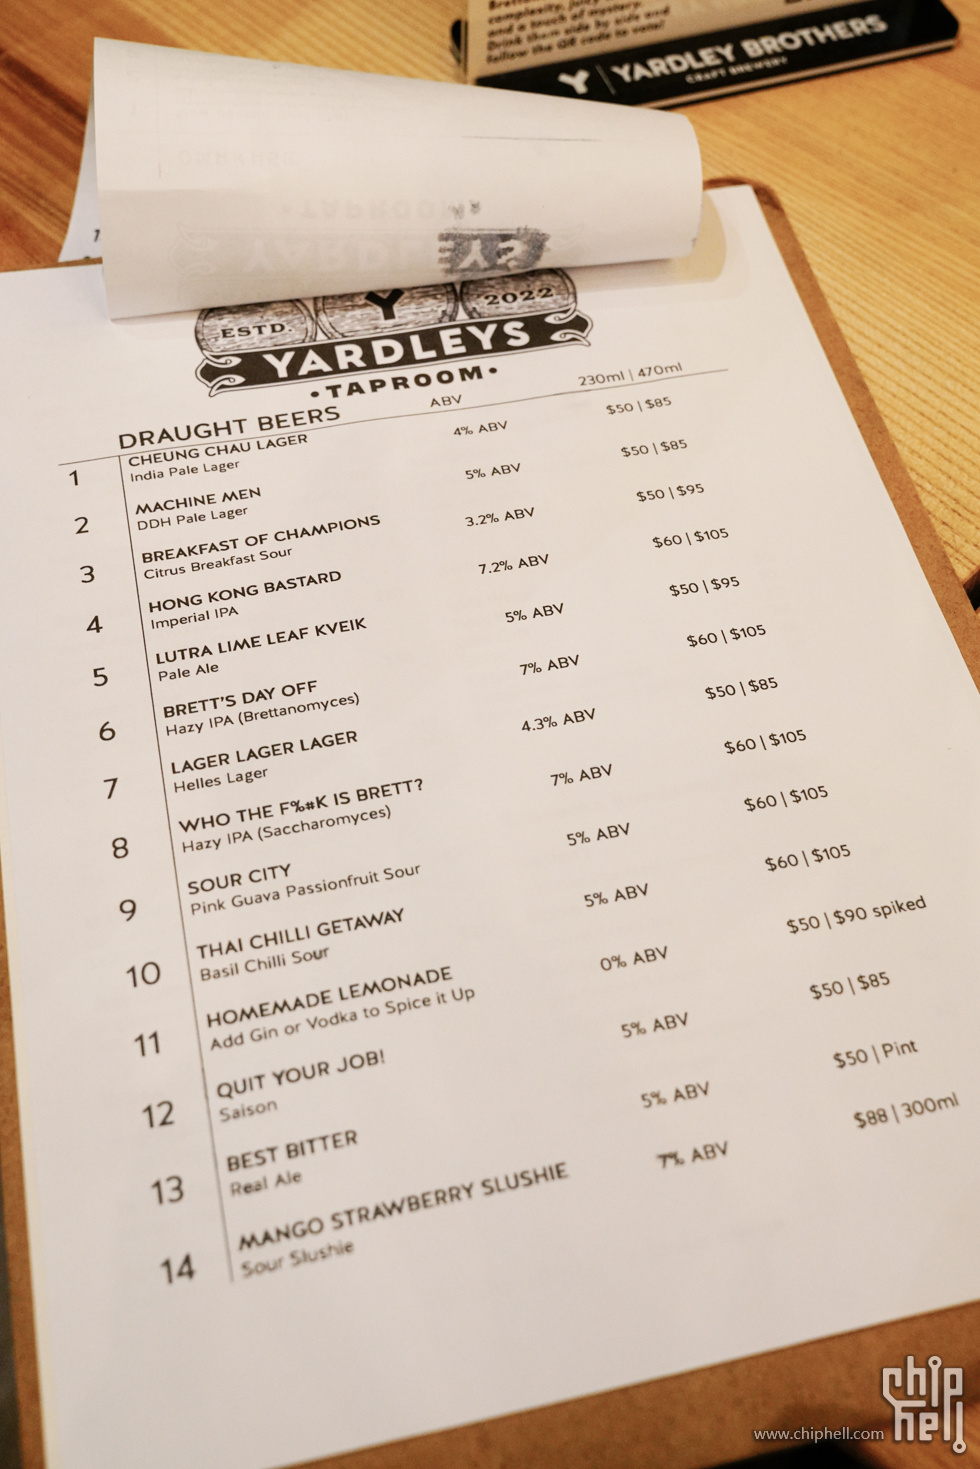 complexity, juicy
and a touch of mystery.
Drink them side by side and
follow the QR code to vote!
Y | YARDLEY BROTHERS
CRAFT BREWERY
ESTD. Y 2022
YARDLEYS
•TAPROOM•
DRAUGHT BEERS ABV 230ml | 470ml
1 CHEUNG CHAU LAGER 4% ABV $50 | $85
India Pale Lager
2 MACHINE MEN 5% ABV $50 | $85
DDH Pale Lager
3 BREAKFAST OF CHAMPIONS 3.2% ABV $50 | $95
Citrus Breakfast Sour
4 HONG KONG BASTARD 7.2% ABV $60 | $105
Imperial IPA
5 LUTRA LIME LEAF KVEIK 5% ABV $50 | $95
Pale Ale
6 BRETT'S DAY OFF 7% ABV $60 | $105
Hazy IPA (Brettanomyces)
7 LAGER LAGER LAGER 4.3% ABV $50 | $85
Helles Lager
8 WHO THE F%#K IS BRETT? 7% ABV $60 | $105
Hazy IPA (Saccharomyces)
9 SOUR CITY 5% ABV $60 | $105
Pink Guava Passionfruit Sour
10 THAI CHILLI GETAWAY 5% ABV $60 | $105
Basil Chilli Sour
11 HOMEMADE LEMONADE 0% ABV $50 | $90 spiked
Add Gin or Vodka to Spice it Up
12 QUIT YOUR JOB! 5% ABV $50 | $85
Saison
13 BEST BITTER 5% ABV $50 | Pint
Real Ale
14 MANGO STRAWBERRY SLUSHIE 7% ABV $88 | 300ml
Sour Slushie
chip
hell
www.chiphell.com